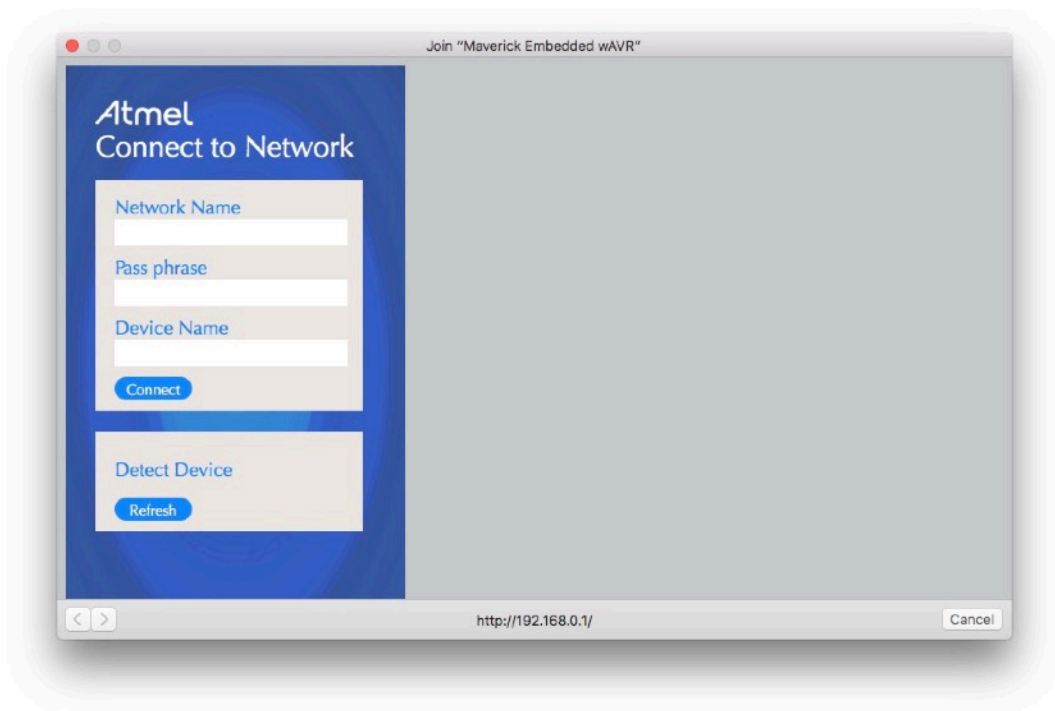 Join "Maverick Embedded wAVR"
Atmel
Connect to Network
Network Name
Pass phrase
Device Name
Connect
Detect Device
Refresh
http://192.168.0.1/
Cancel